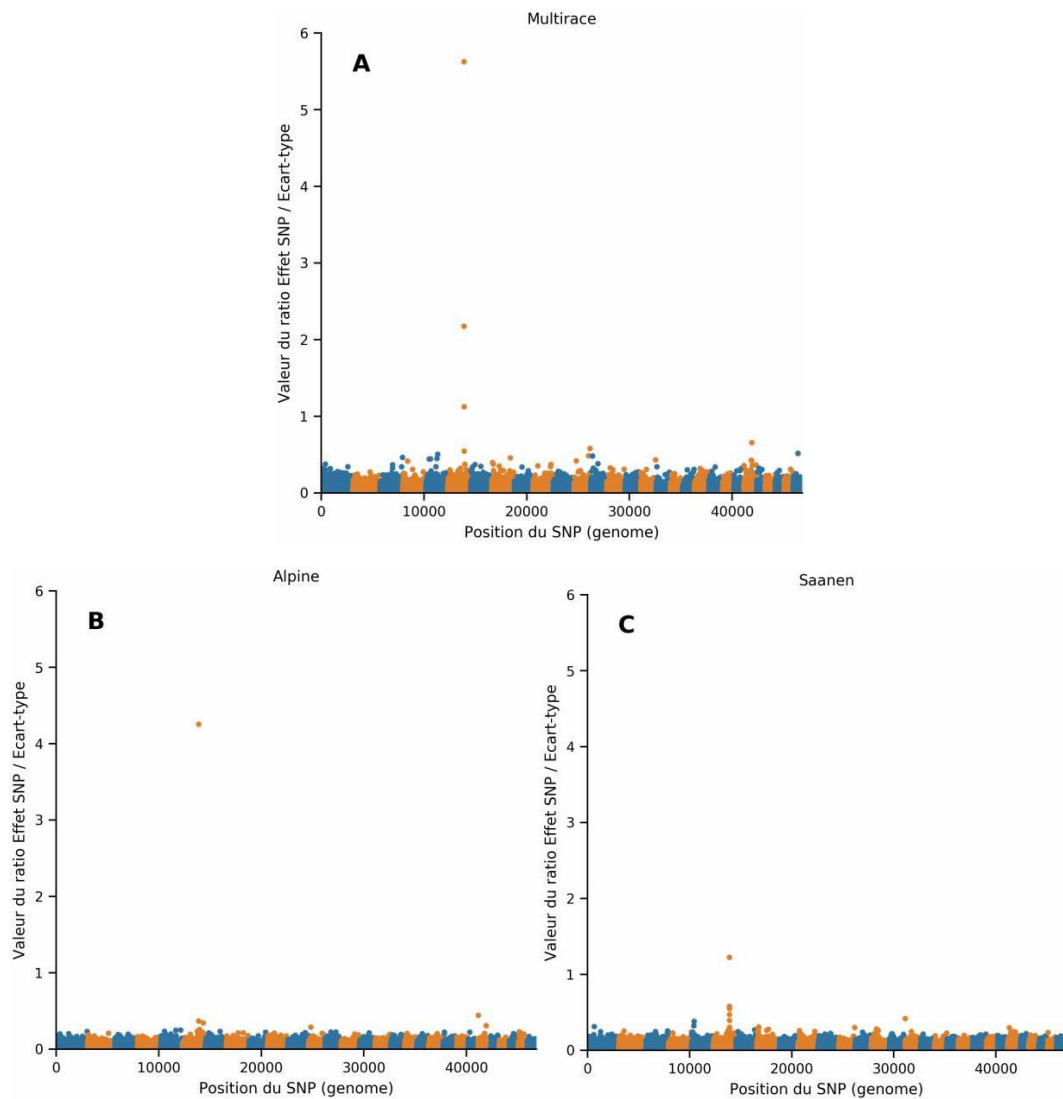 Multirace
A
6
5
4
3
2
1
0
Valeur du ratio Effet SNP / Ecart-type
0 10000 20000 30000 40000
Position du SNP (genome)
Alpine
B
6
5
4
3
2
1
0
Valeur du ratio Effet SNP / Ecart-type
0 10000 20000 30000 40000
Position du SNP (genome)
Saanen
C
6
5
4
3
2
1
0
Valeur du ratio Effet SNP / Ecart-type
0 10000 20000 30000 40000
Position du SNP (genome)